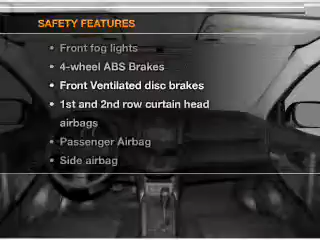 SAFETY FEATURES
• Front fog lights
• 4-wheel ABS Brakes
• Front Ventilated disc brakes
• 1st and 2nd row curtain head
airbags
• Passenger Airbag
• Side airbag